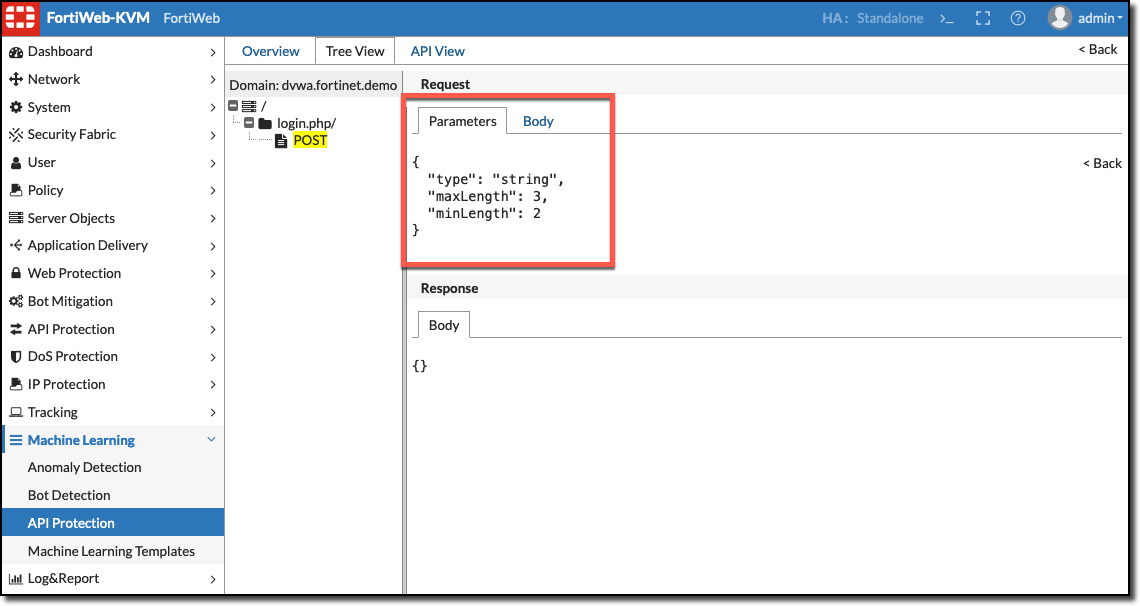 FortiWeb-KVM FortiWeb HA: Standalone >_ admin
Dashboard
Network
System
Security Fabric
User
Policy
Server Objects
Application Delivery
Web Protection
Bot Mitigation
API Protection
DoS Protection
IP Protection
Tracking
Machine Learning
Anomaly Detection
Bot Detection
API Protection
Machine Learning Templates
Log&Report
Overview Tree View API View < Back
Domain: dvwa.fortinet.demo
/
login.php/
POST
Request
Parameters Body
< Back
{
"type": "string",
"maxLength": 3,
"minLength": 2
}
Response
Body
{}